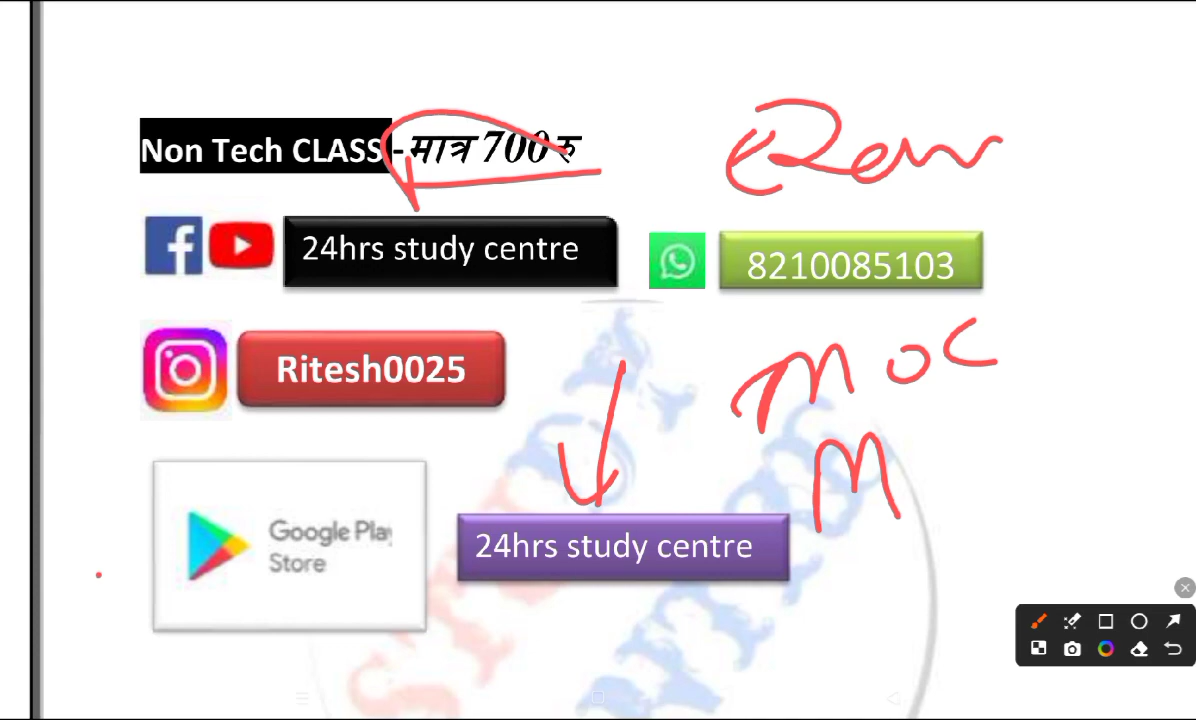 Non Tech CLASS - मात्र 700 रु
24hrs study centre
8210085103
Ritesh0025
Google Play
Store
24hrs study centre
M